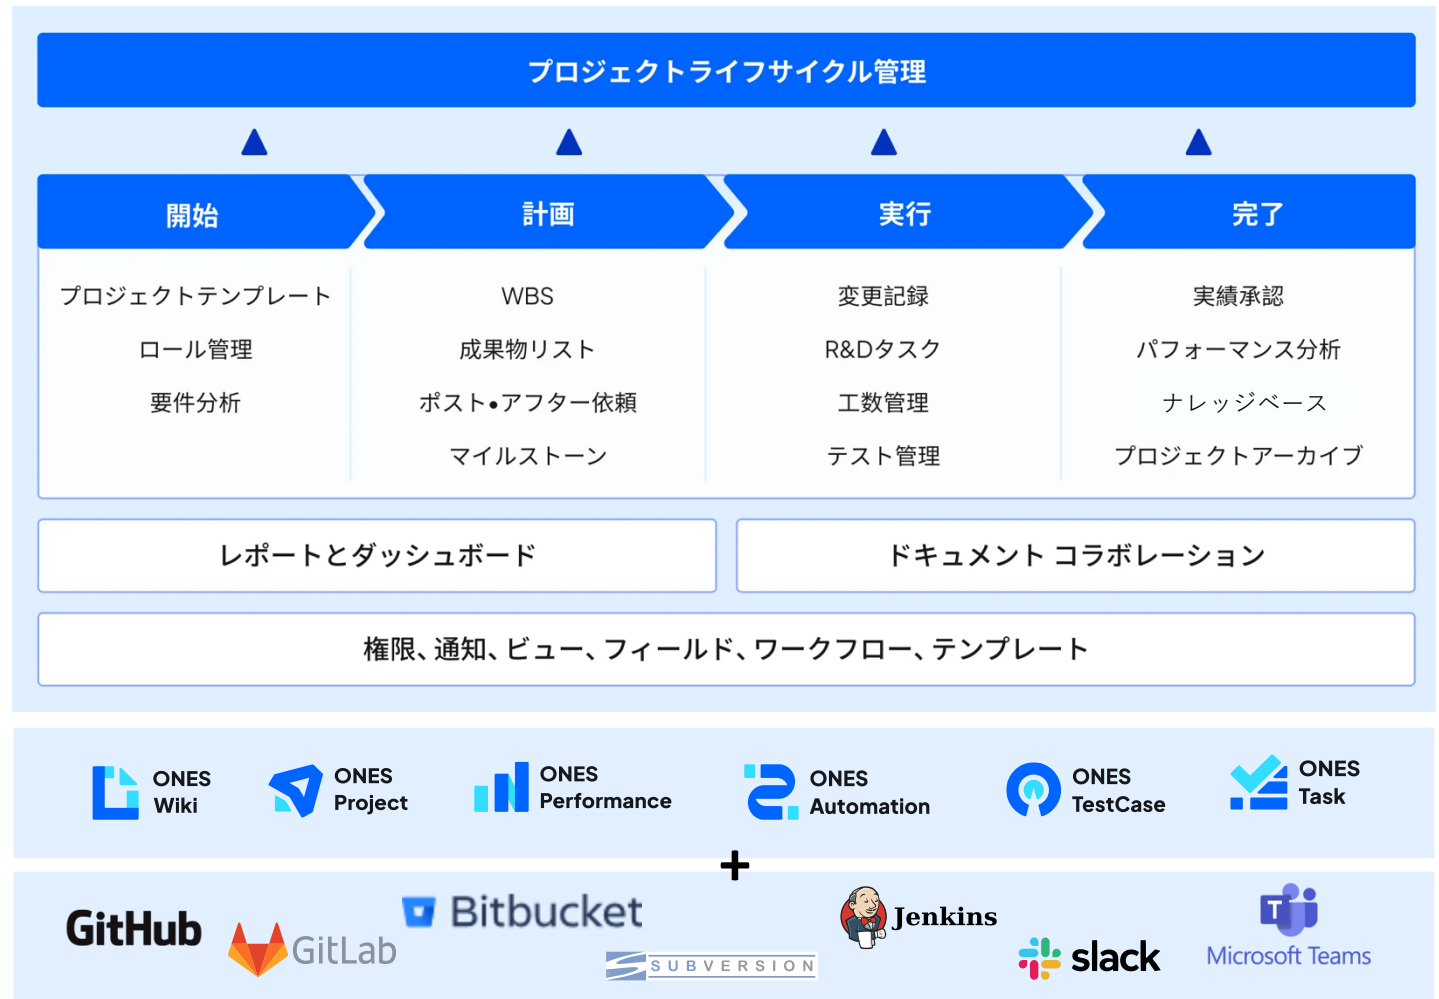 プロジェクトライフサイクル管理
開始
計画
実行
完了
プロジェクトテンプレート
ロール管理
要件分析
WBS
成果物リスト
ポスト•アフター依頼
マイルストーン
変更記録
R&Dタスク
工数管理
テスト管理
実績承認
パフォーマンス分析
ナレッジベース
プロジェクトアーカイブ
レポートとダッシュボード
ドキュメント コラボレーション
権限、通知、ビュー、フィールド、ワークフロー、テンプレート
ONES
Wiki
ONES
Project
ONES
Performance
ONES
Automation
ONES
TestCase
ONES
Task
+
GitHub
GitLab
Bitbucket
SUBVERSION
Jenkins
slack
T
Microsoft Teams